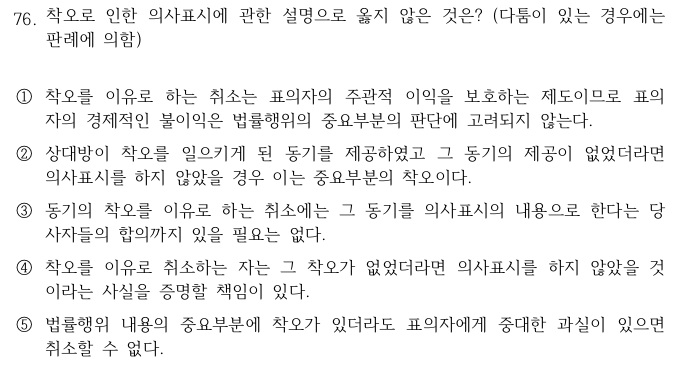 76. 착오로 인한 의사표시에 관한 설명으로 옳지 않은 것은? (다툼이 있는 경우에는
판례에 의함)
① 착오를 이유로 하는 취소는 표의자의 주관적 이익을 보호하는 제도이므로 표의
자의 경제적인 불이익은 법률행위의 중요부분의 판단에 고려되지 않는다.
② 상대방이 착오를 일으키게 된 동기를 제공하였고 그 동기의 제공이 없었더라면
의사표시를 하지 않았을 경우 이는 중요부분의 착오이다.
③ 동기의 착오를 이유로 하는 취소에는 그 동기를 의사표시의 내용으로 한다는 당
사자들의 합의까지 있을 필요는 없다.
④ 착오를 이유로 취소하는 자는 그 착오가 없었더라면 의사표시를 하지 않았을 것
이라는 사실을 증명할 책임이 있다.
⑤ 법률행위 내용의 중요부분에 착오가 있더라도 표의자에게 중대한 과실이 있으면
취소할 수 없다.